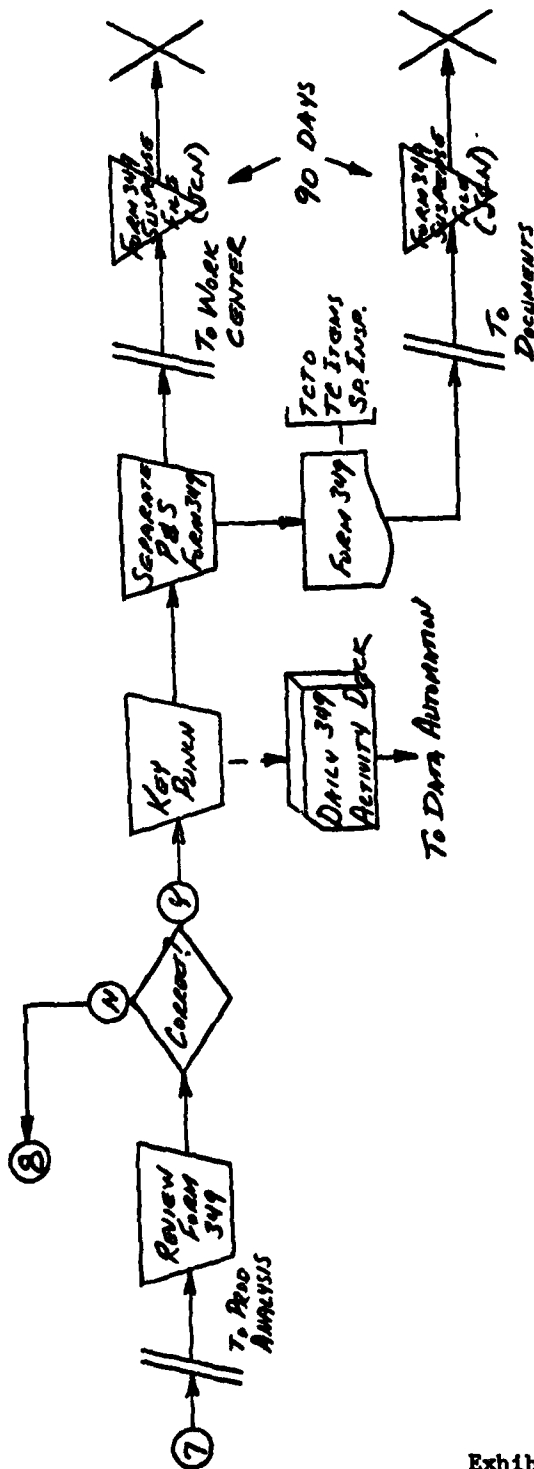 7
TO PROD
ANALYSIS
REVIEW
FORM
349
CORRECT?
N
8
Y
KEY
PUNCH
DAILY 349
ACTIVITY DECK
TO DATA AUTOMATION
SEPARATE
P&S
FORM 349
FORM 349
TCTO
TC ITEMS
SP. INSP.
TO WORK
CENTER
TO
DOCUMENTS
FORM 349
SUSPENSE
FILE
(JCN)
90 DAYS
FORM 349
SUSPENSE
FILE
(JCN)
Exhib